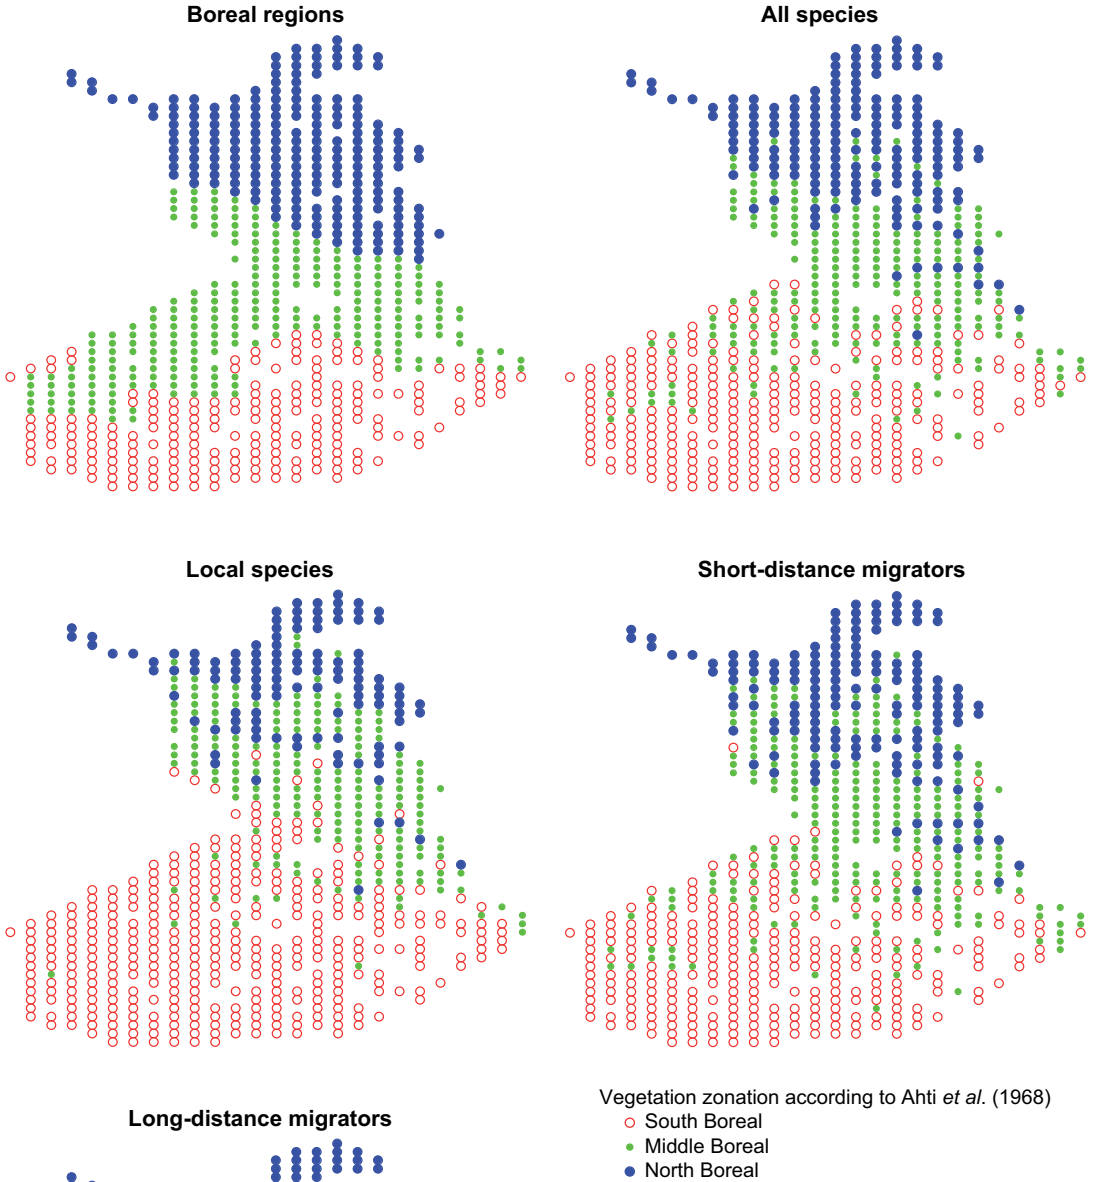 Boreal regions
All species
Local species
Short-distance migrators
Long-distance migrators
Vegetation zonation according to Ahti et al. (1968)
South Boreal
Middle Boreal
North Boreal